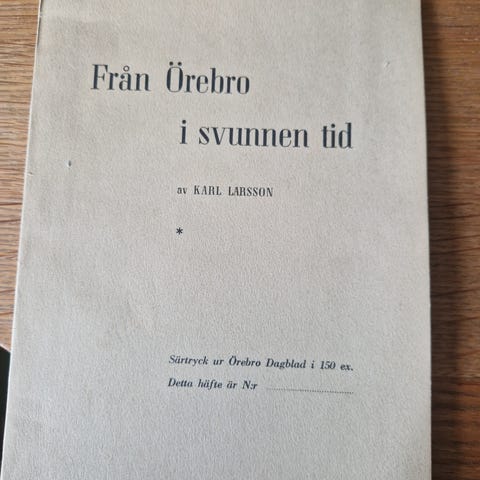 Från Örebro
i svunnen tid
av KARL LARSSON
*
Särtryck ur Örebro Dagblad i 150 ex.
Detta häfte är N:r ........................